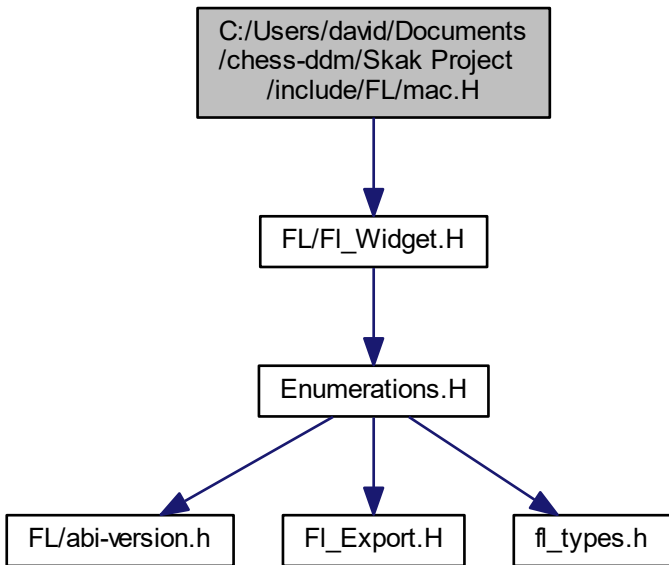 C:/Users/david/Documents
/chess-ddm/Skak Project
/include/FL/mac.H
FL/Fl_Widget.H
Enumerations.H
FL/abi-version.h
Fl_Export.H
fl_types.h